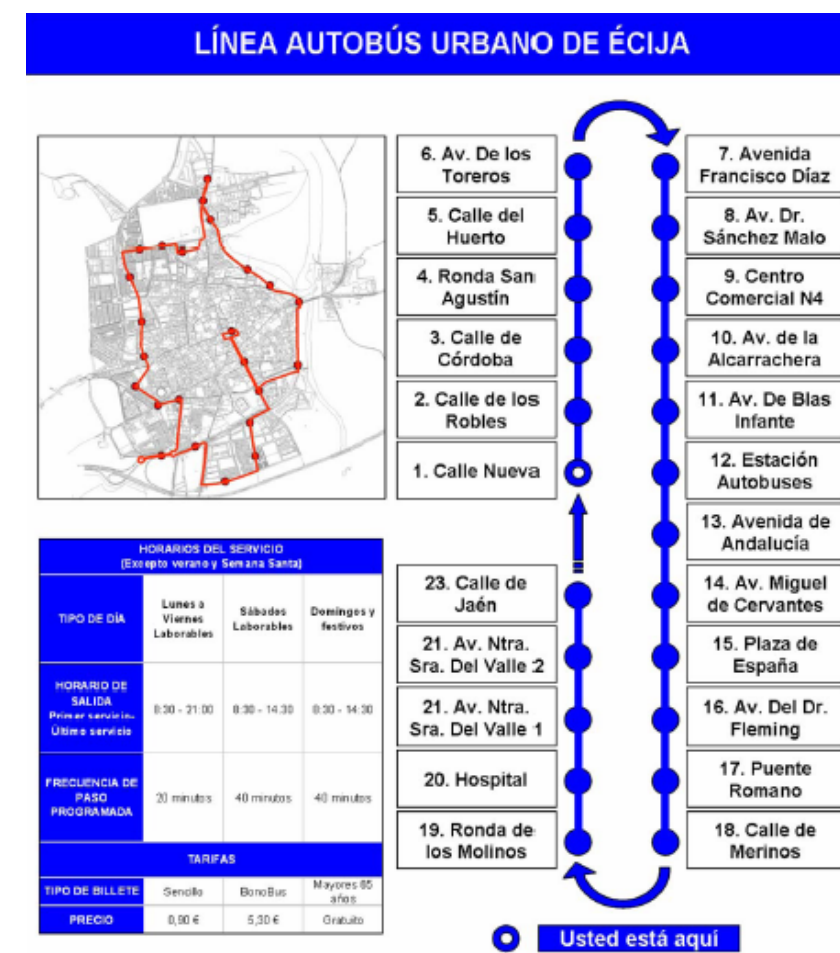 LÍNEA AUTOBÚS URBANO DE ÉCIJA
6. Av. De los
Toreros
5. Calle del
Huerto
4. Ronda San
Agustín
3. Calle de
Córdoba
2. Calle de los
Robles
1. Calle Nueva
23. Calle de
Jaén
21. Av. Ntra.
Sra. Del Valle 2
21. Av. Ntra.
Sra. Del Valle 1
20. Hospital
19. Ronda de
los Molinos
7. Avenida
Francisco Díaz
8. Av. Dr.
Sánchez Malo
9. Centro
Comercial N4
10. Av. de la
Alcarrachera
11. Av. De Blas
Infante
12. Estación
Autobuses
13. Avenida de
Andalucía
14. Av. Miguel
de Cervantes
15. Plaza de
España
16. Av. Del Dr.
Fleming
17. Puente
Romano
18. Calle de
Merinos
HORARIOS DEL SERVICIO
(Excepto verano y Semana Santa)
TIPO DE DÍA
Lunes a
Viernes
Laborables
Sábados
Laborables
Domingos y
festivos
HORARIO DE
SALIDA
Primer servicio-
Último servicio
8:30 - 21:00
8:30 - 14:30
8:30 - 14:30
FRECUENCIA DE
PASO
PROGRAMADA
20 minutos
40 minutos
40 minutos
TARIFAS
TIPO DE BILLETE
Sencillo
BonoBus
Mayores 65
años
PRECIO
0,90 €
5,30 €
Gratuito
Usted está aquí